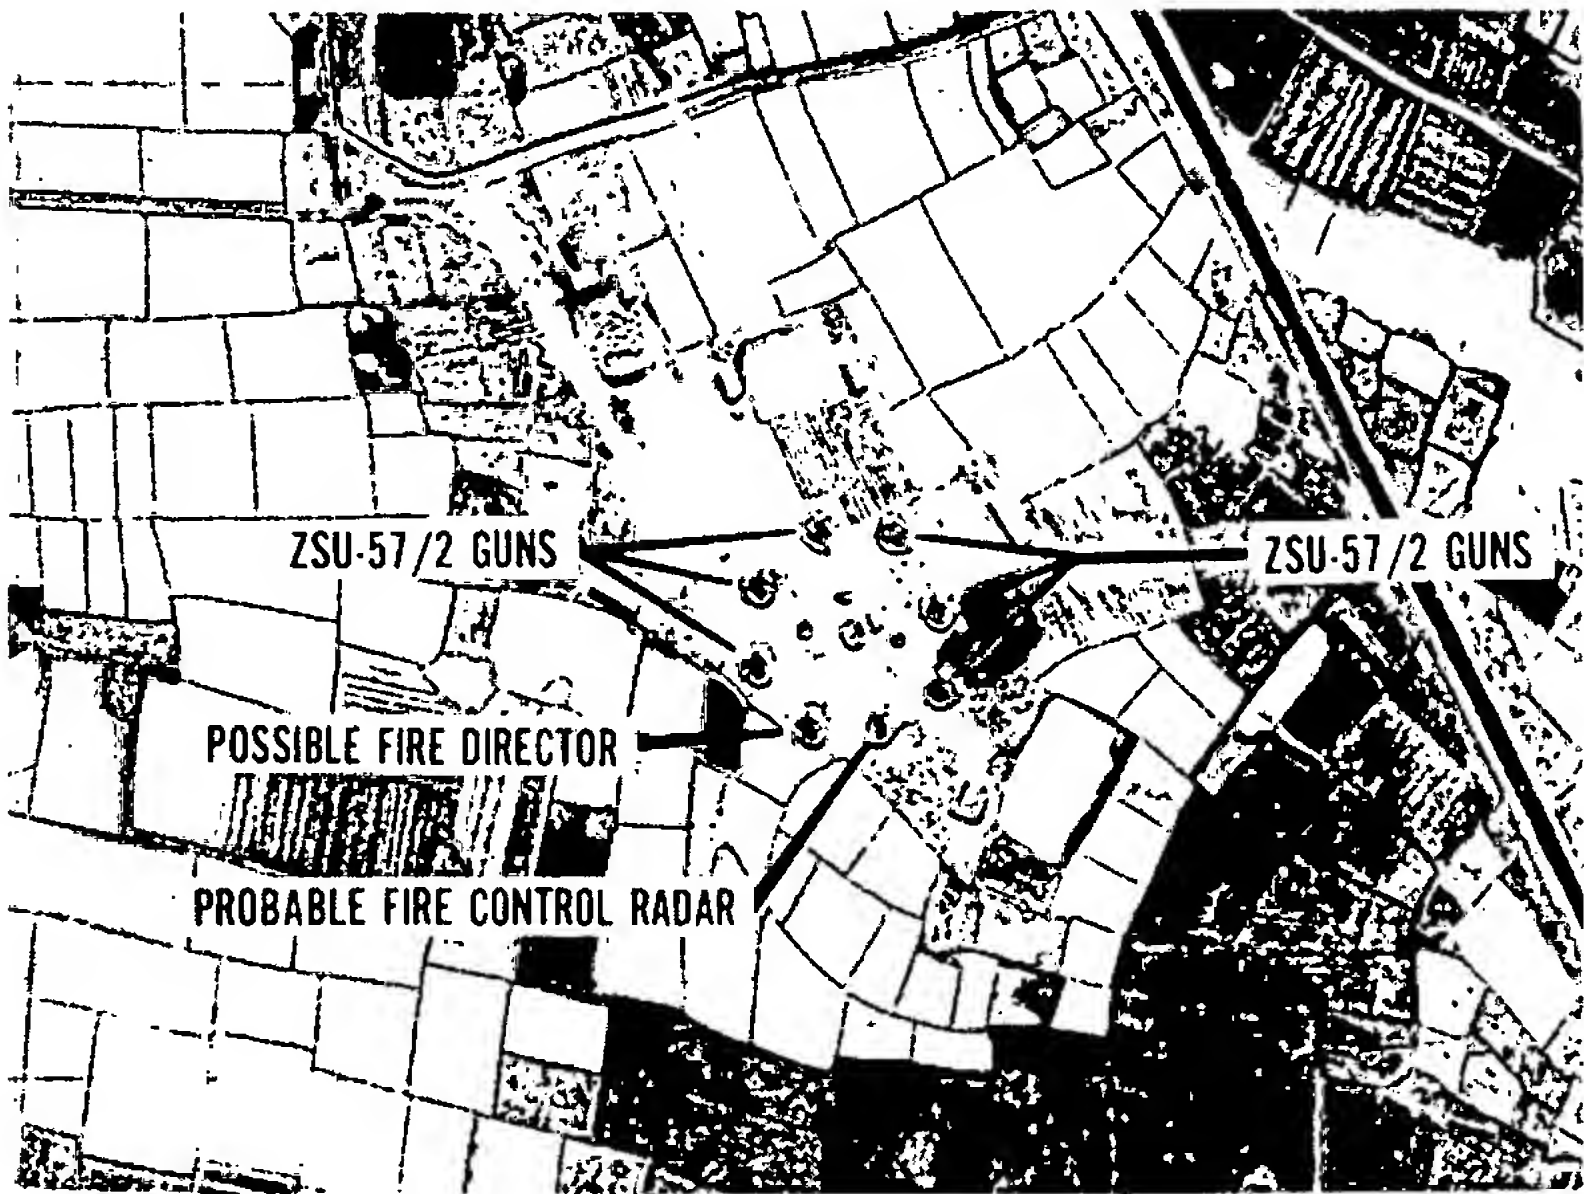 ZSU-57/2 GUNS
ZSU-57/2 GUNS
POSSIBLE FIRE DIRECTOR
PROBABLE FIRE CONTROL RADAR